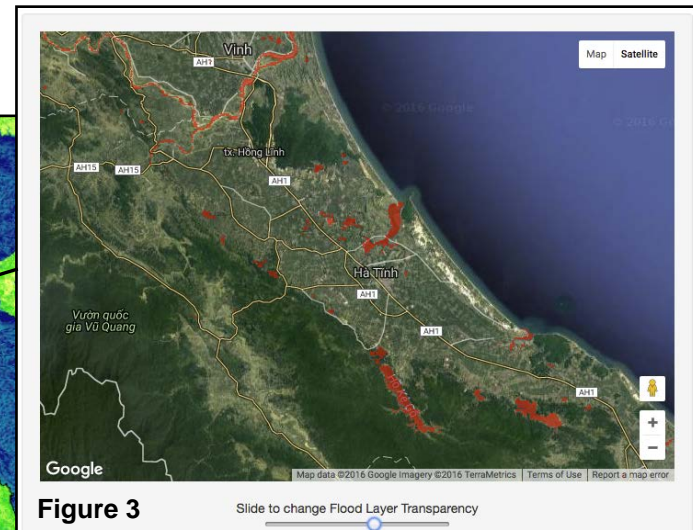 Vinh
Map Satellite
AH1
© 2016 Google
tx. Hồng Lĩnh
AH15 AH15
AH1
Hà Tĩnh
AH1
Vườn quốc
gia Vũ Quang
AH1
AH1
+
−
Google
Map data ©2016 Google Imagery ©2016 TerraMetrics Terms of Use Report a map error
Figure 3
Slide to change Flood Layer Transparency